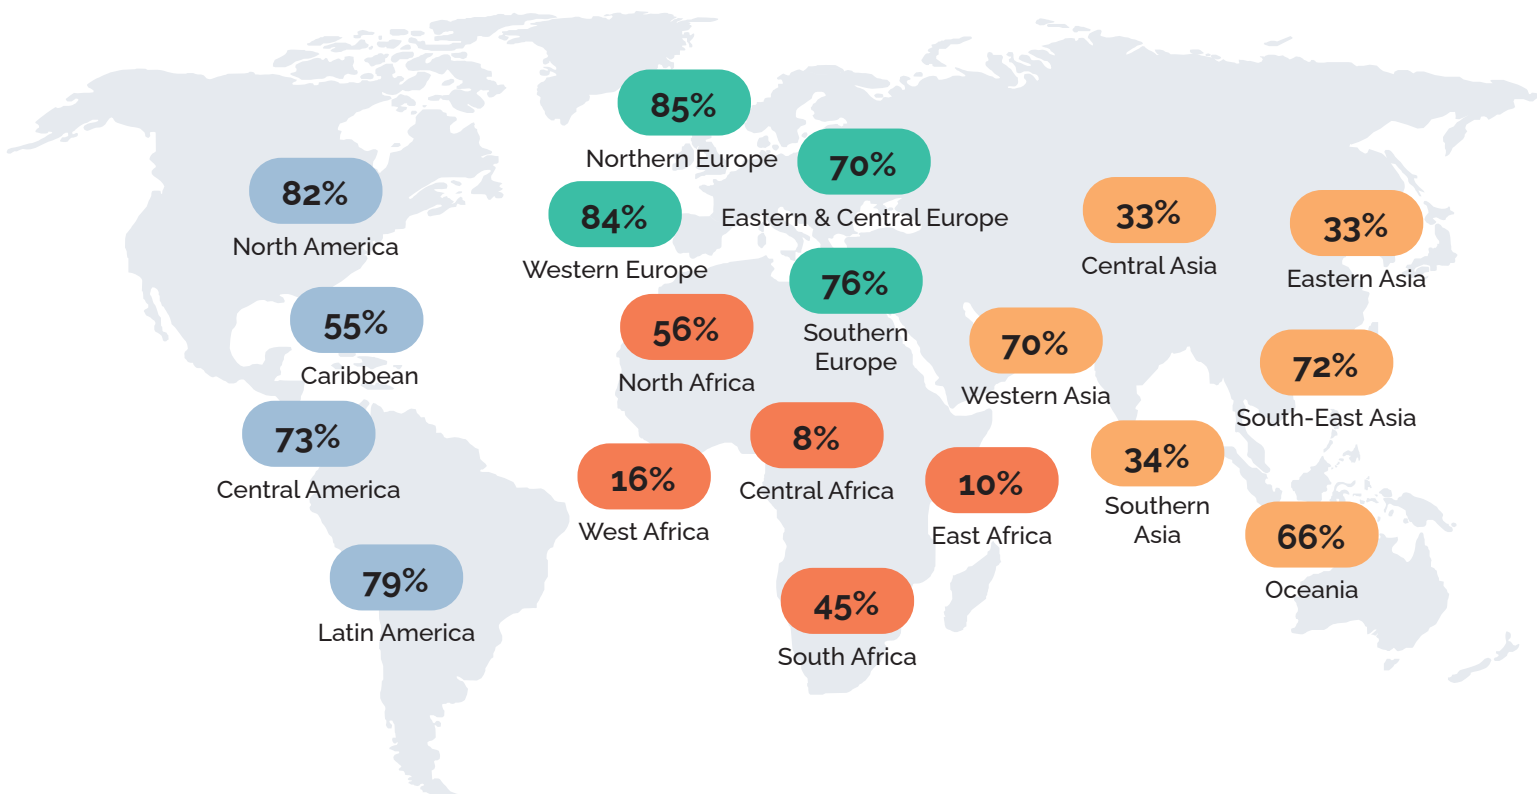 85%
Northern Europe
70%
Eastern & Central Europe
82%
North America
84%
Western Europe
33%
Central Asia
33%
Eastern Asia
76%
Southern
Europe
55%
Caribbean
56%
North Africa
70%
Western Asia
72%
South-East Asia
73%
Central America
8%
Central Africa
16%
West Africa
10%
East Africa
34%
Southern
Asia
66%
Oceania
79%
Latin America
45%
South Africa